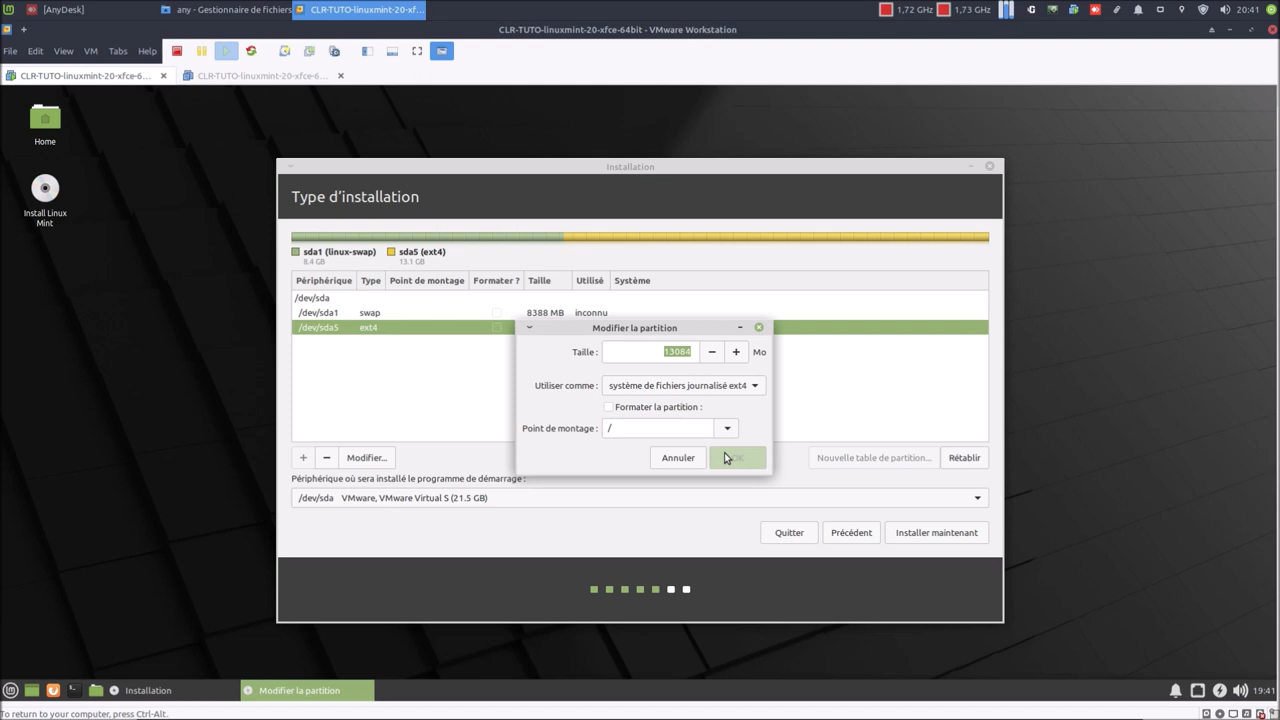 [AnyDesk] any - Gestionnaire de fichiers CLR-TUTO-linuxmint-20-xfce-6... 1,72 GHz 1,73 GHz 20:41
CLR-TUTO-linuxmint-20-xfce-64bit - VMware Workstation
File Edit View VM Tabs Help
CLR-TUTO-linuxmint-20-xfce-6... CLR-TUTO-linuxmint-20-xfce-6...
Home
Install Linux
Mint
Installation
Type d'installation
sda1 (linux-swap) sda5 (ext4)
8.4 GB 13.1 GB
Périphérique Type Point de montage Formater ? Taille Utilisé Système
/dev/sda
/dev/sda1 swap 8388 MB inconnu
/dev/sda5 ext4
Modifier la partition
Taille : 13084 − + Mo
Utiliser comme : système de fichiers journalisé ext4
Formater la partition :
Point de montage : /
Annuler OK
+ − Modifier... Nouvelle table de partition... Rétablir
Périphérique où sera installé le programme de démarrage :
/dev/sda VMware, VMware Virtual S (21.5 GB)
Quitter Précédent Installer maintenant
Installation Modifier la partition 19:41
To return to your computer, press Ctrl-Alt.